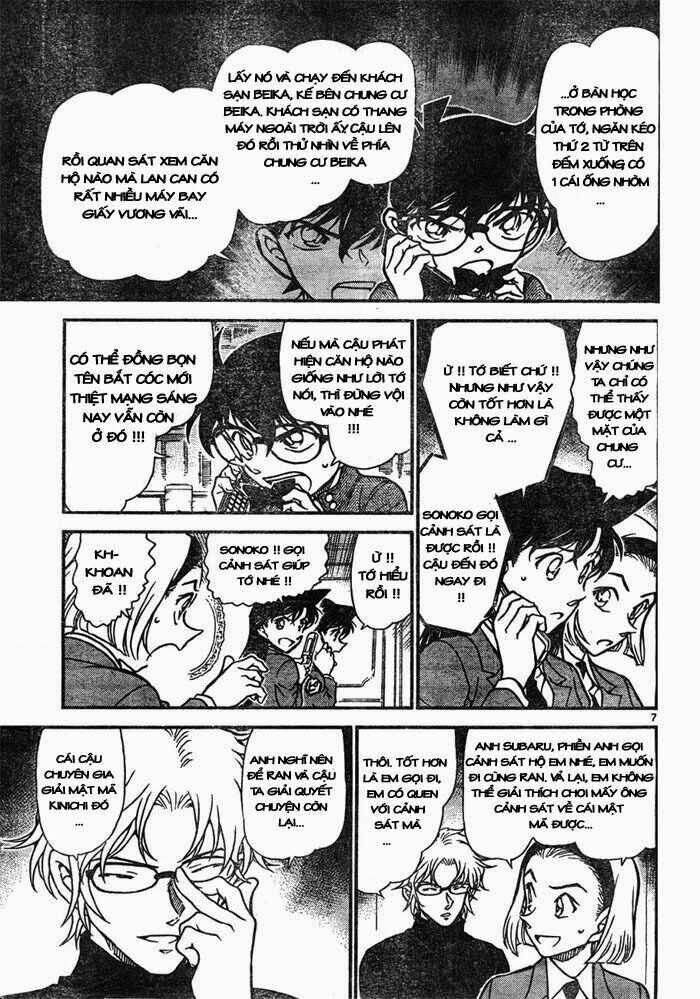 ...Ở BÀN HỌC
TRONG PHÒNG
CỦA TỚ, NGĂN KÉO
THỨ 2 TỪ TRÊN
ĐẾM XUỐNG CÓ
1 CÁI ỐNG NHÒM
...
LẤY NÓ VÀ CHẠY ĐẾN KHÁCH
SẠN BEIKA, KẾ BÊN CHUNG CƯ
BEIKA. KHÁCH SẠN CÓ THANG
MÁY NGOÀI TRỜI ẤY, CẬU LÊN
ĐÓ RỒI THỬ NHÌN VỀ PHÍA
CHUNG CƯ BEIKA
...
RỒI QUAN SÁT XEM CĂN
HỘ NÀO MÀ LAN CAN CÓ
RẤT NHIỀU MÁY BAY
GIẤY VƯƠNG VÃI...
NHƯNG NHƯ
VẬY CHÚNG
TA CHỈ CÓ
THỂ THẤY
ĐƯỢC MỘT
MẶT CỦA
CHUNG
CƯ...
Ừ !! TỚ BIẾT CHỨ !
NHƯNG NHƯ VẬY
CÒN TỐT HƠN LÀ
KHÔNG LÀM GÌ
CẢ ...
SONOKO GỌI
CẢNH SÁT LÀ
ĐƯỢC RỒI !!
CẬU ĐẾN ĐÓ
NGAY ĐI
!!
NẾU MÀ CẬU PHÁT
HIỆN CĂN HỘ NÀO
GIỐNG NHƯ LỜI TỚ
NÓI, THÌ ĐỪNG VỘI
VÀO NHÉ
!!!
CÓ THỂ ĐỒNG BỌN
TÊN BẮT CÓC MỚI
THIỆT MẠNG SÁNG
NAY VẪN CÒN
Ở ĐÓ !!!
Ừ !!
TỚ HIỂU
RỒI !!
SONOKO !! GỌI
CẢNH SÁT GIÚP
TỚ NHÉ !!
KH-
KHOAN
ĐÃ !!
7
ANH SUBARU, PHIỀN ANH GỌI
CẢNH SÁT HỘ EM NHÉ, EM MUỐN
ĐI CÙNG RAN. VẢ LẠI, EM KHÔNG
THỂ GIẢI THÍCH CHO MẤY ÔNG
CẢNH SÁT VỀ CÁI MẬT
MÃ ĐƯỢC...
THÔI. TỐT HƠN
LÀ EM GỌI ĐI,
EM CÓ QUEN
VỚI CẢNH
SÁT MÀ
...
ANH NGHĨ NÊN
ĐỂ RAN VÀ CẬU
TA GIẢI QUYẾT
CHUYỆN CÒN
LẠI...
CÁI CẬU
CHUYÊN GIA
GIẢI MẬT MÃ
KINICHI ĐÓ ...